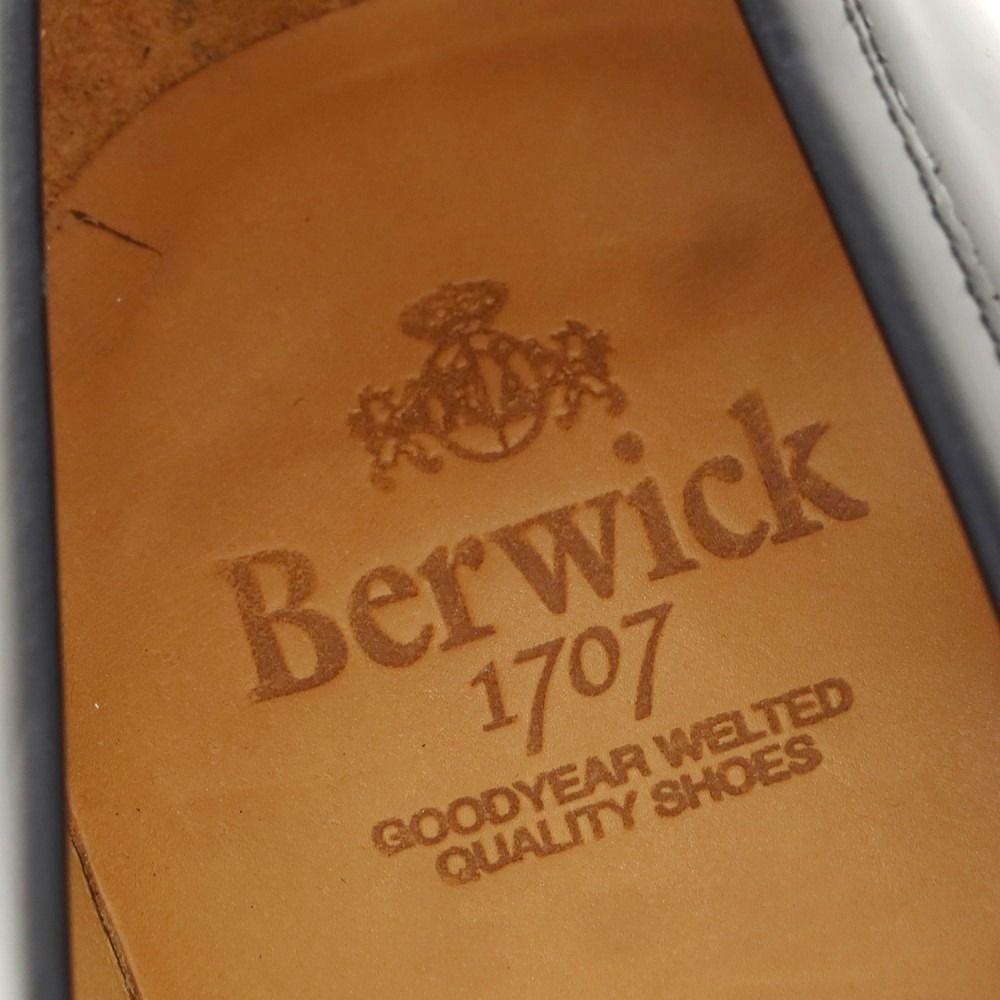 Berwick
1707
GOODYEAR WELTED
QUALITY SHOES